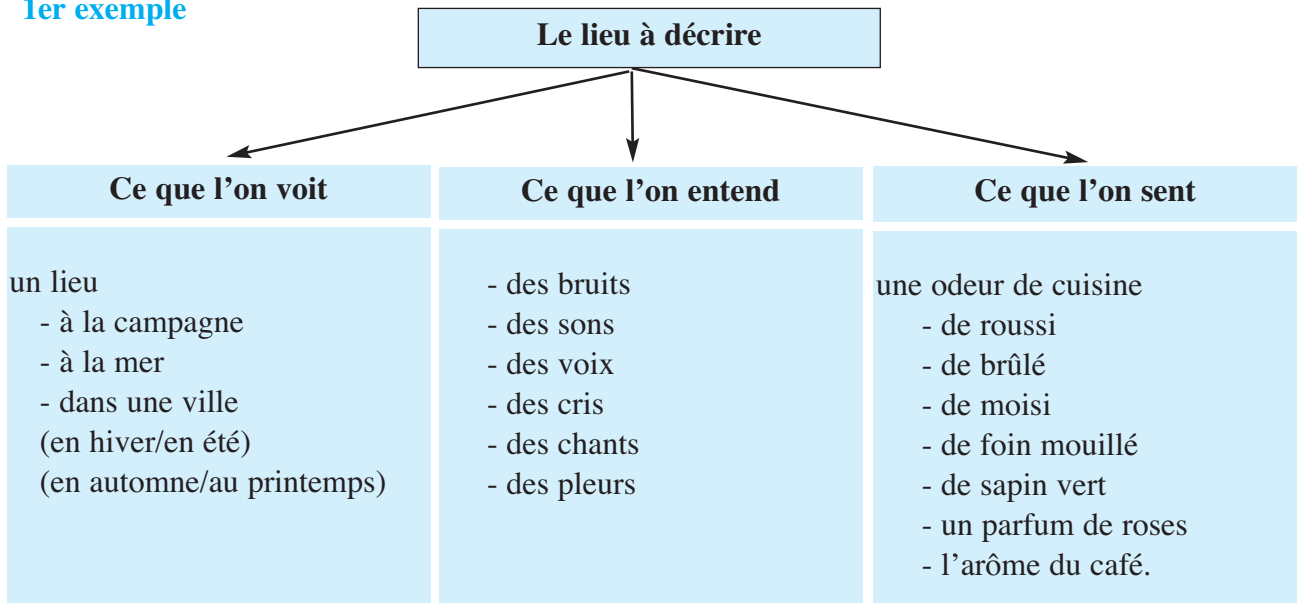 1er exemple
Le lieu à décrire
Ce que l'on voit
un lieu
- à la campagne
- à la mer
- dans une ville
(en hiver/en été)
(en automne/au printemps)
Ce que l'on entend
- des bruits
- des sons
- des voix
- des cris
- des chants
- des pleurs
Ce que l'on sent
une odeur de cuisine
- de roussi
- de brûlé
- de moisi
- de foin mouillé
- de sapin vert
- un parfum de roses
- l'arôme du café.